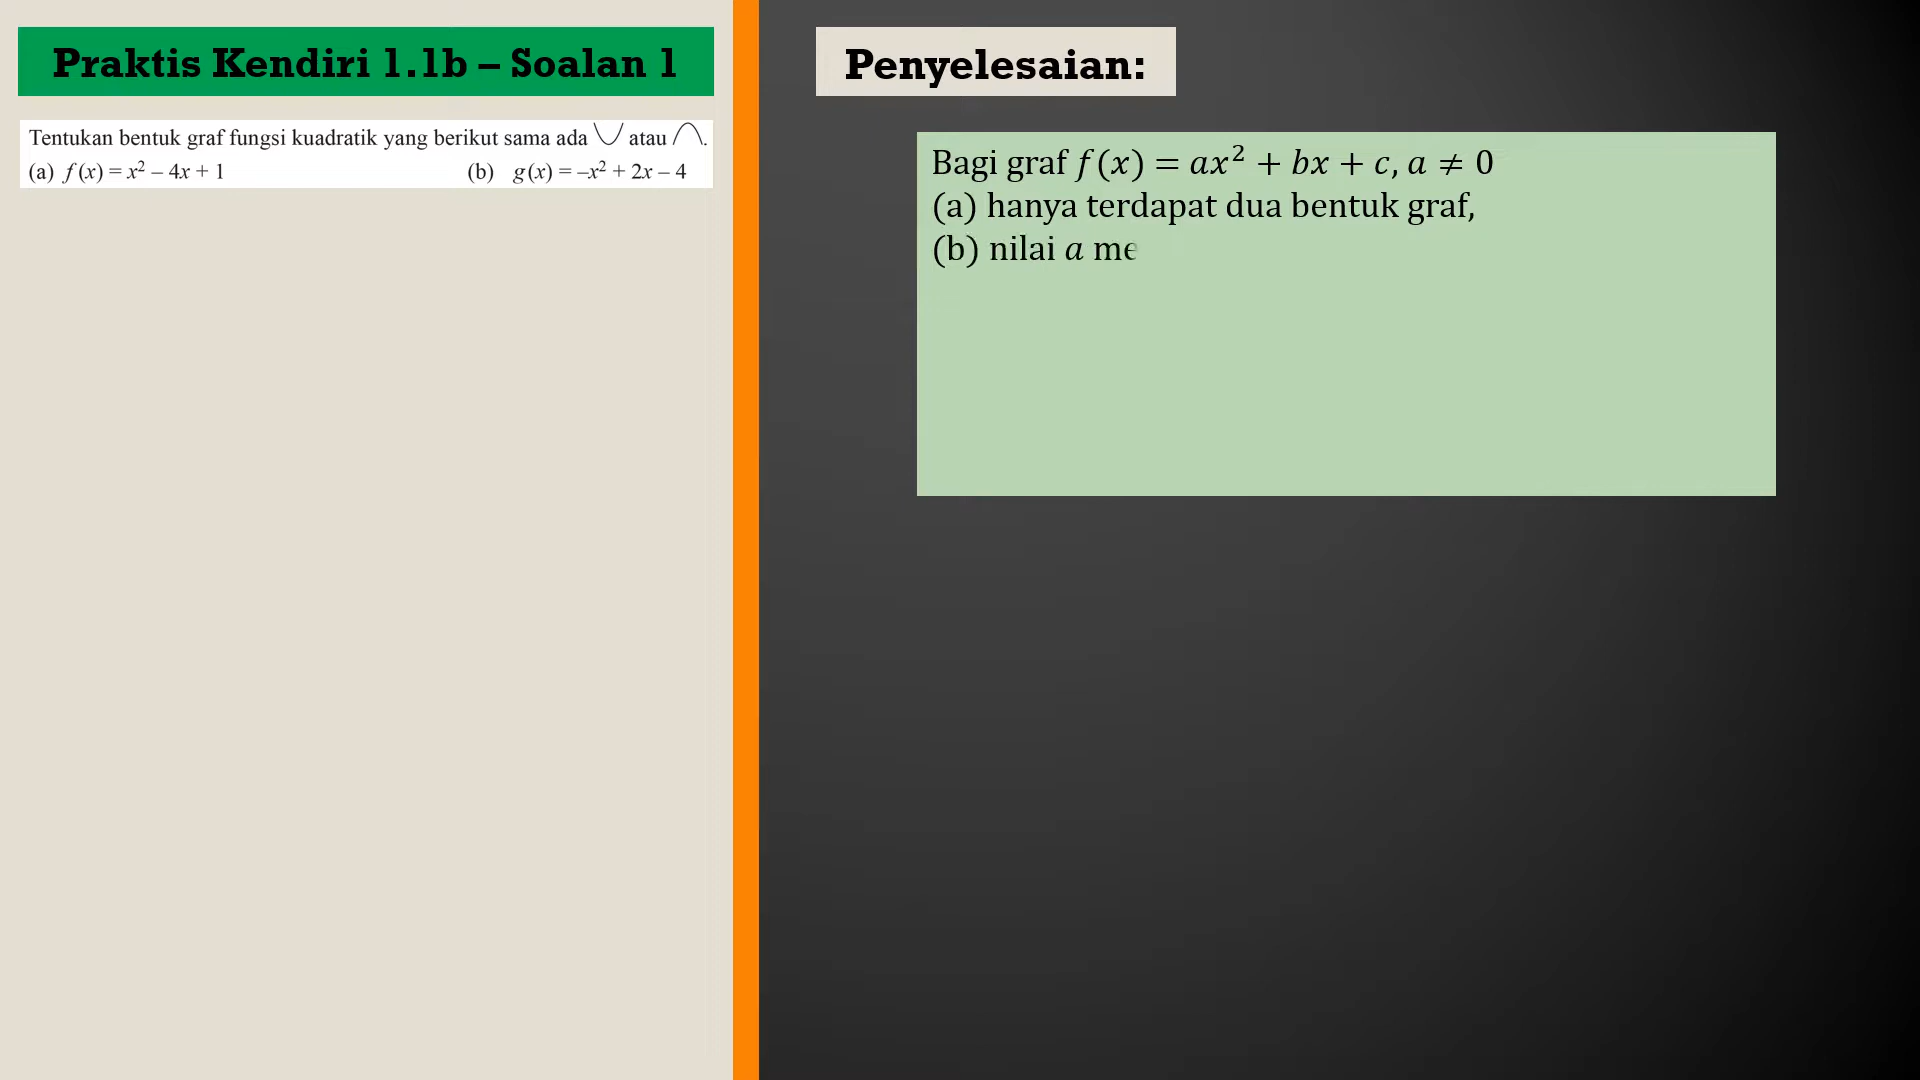 Praktis Kendiri 1.1b – Soalan 1
Tentukan bentuk graf fungsi kuadratik yang berikut sama ada atau .
(a) f(x) = x² – 4x + 1 (b) g(x) = –x² + 2x – 4
Penyelesaian:
Bagi graf f(x) = ax² + bx + c, a ≠ 0
(a) hanya terdapat dua bentuk graf,
(b) nilai a me